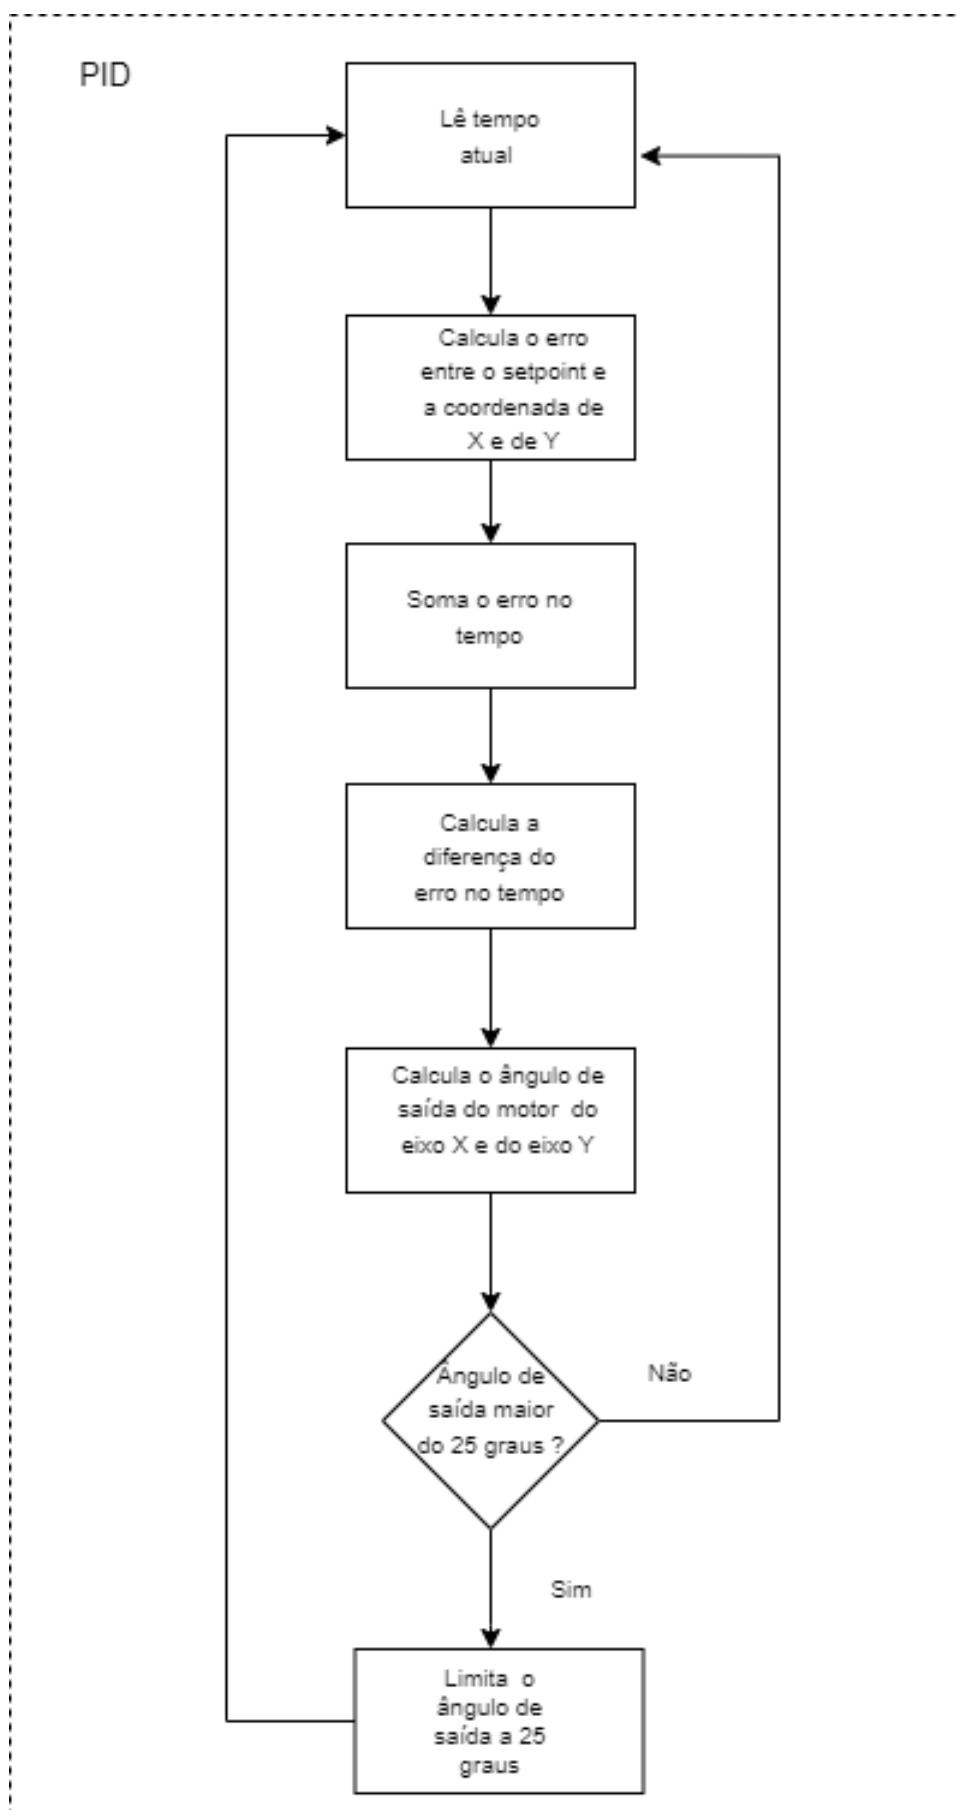 PID
Lê tempo
atual
Calcula o erro
entre o setpoint e
a coordenada de
X e de Y
Soma o erro no
tempo
Calcula a
diferença do
erro no tempo
Calcula o ângulo de
saída do motor do
eixo X e do eixo Y
Ângulo de
saída maior
do 25 graus ?
Não
Sim
Limita o
ângulo de
saída a 25
graus